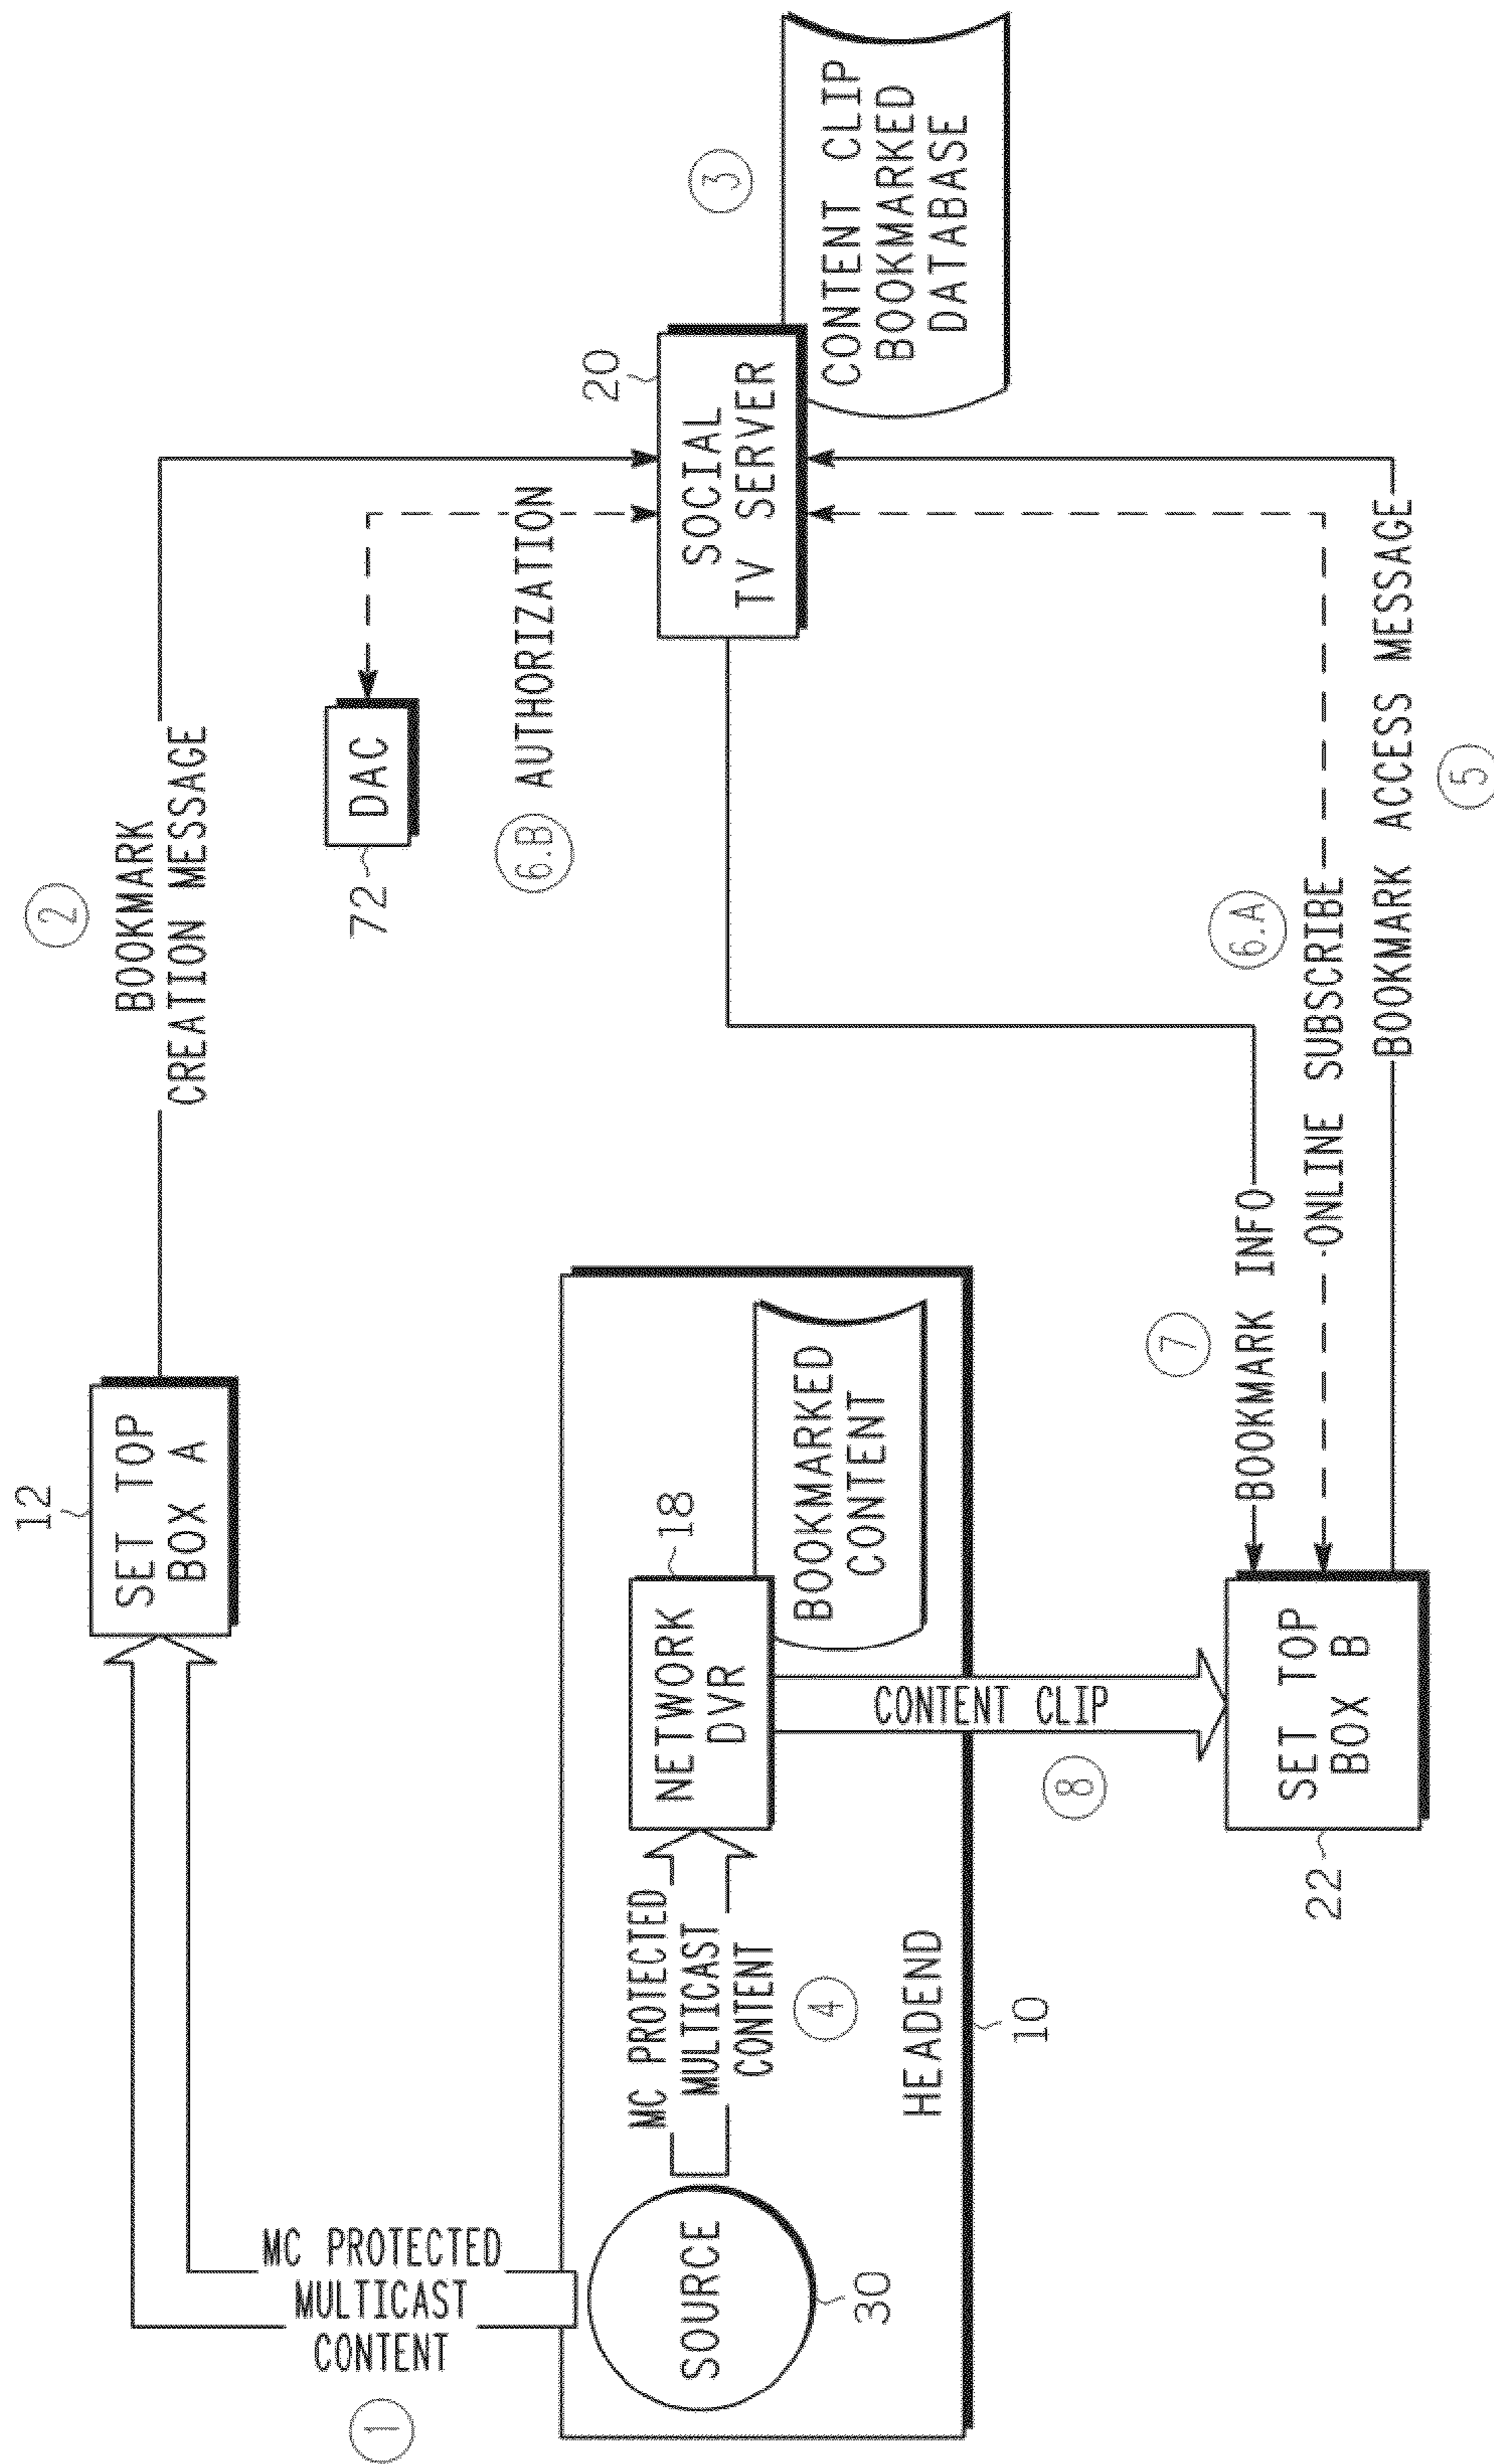 12
SET TOP
BOX A
2
BOOKMARK
CREATION MESSAGE
1
MC PROTECTED
MULTICAST
CONTENT
72
DAC
6.B AUTHORIZATION
20
SOCIAL
TV SERVER
3
CONTENT CLIP
BOOKMARKED
DATABASE
SOURCE
30
MC PROTECTED
MULTICAST
CONTENT
4
NETWORK
DVR
18
BOOKMARKED
CONTENT
HEADEND
10
CONTENT CLIP
8
7
BOOKMARK INFO
6.A
ONLINE SUBSCRIBE
BOOKMARK ACCESS MESSAGE
5
SET TOP
BOX B
22